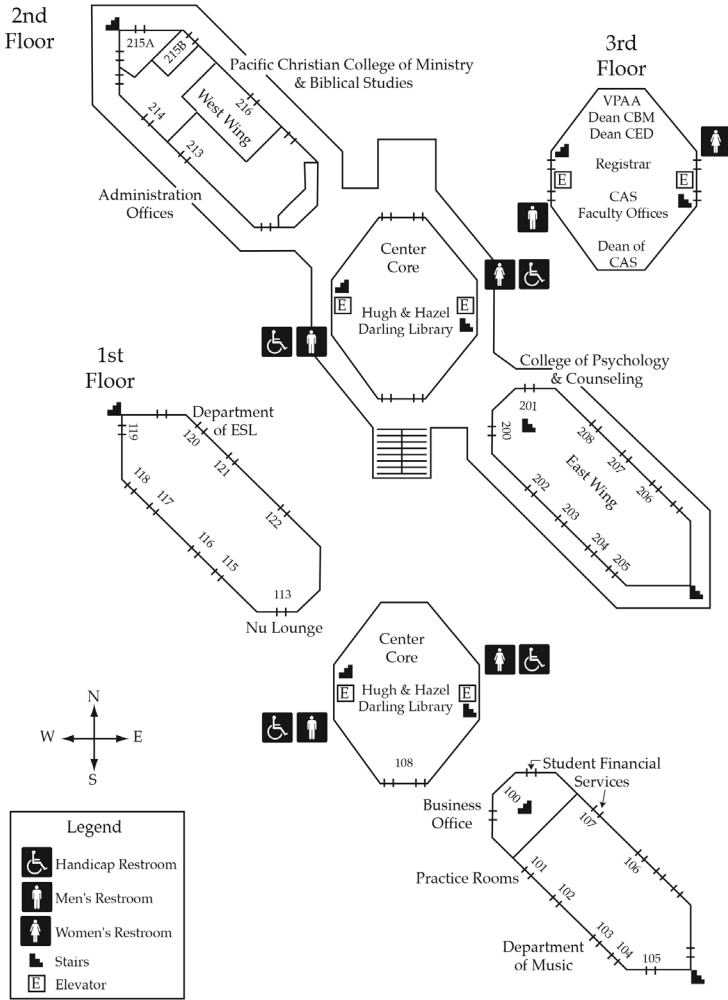 2nd
Floor
215A
215B
Pacific Christian College of Ministry
& Biblical Studies
216
West Wing
214
213
Administration
Offices
3rd
Floor
VPAA
Dean CBM
Dean CED
Registrar
E
E
CAS
Faculty Offices
Dean of
CAS
Center
Core
E
E
Hugh & Hazel
Darling Library
College of Psychology
& Counseling
201
200
208
207
206
East Wing
202
203
204
205
1st
Floor
Department
of ESL
119
120
121
118
117
122
116
115
113
Nu Lounge
Center
Core
E
E
Hugh & Hazel
Darling Library
108
N
W
E
S
Student Financial
Services
100
107
Business
Office
106
101
Practice Rooms
102
103
104
Department
of Music
105
Legend
Handicap Restroom
Men's Restroom
Women's Restroom
Stairs
E Elevator